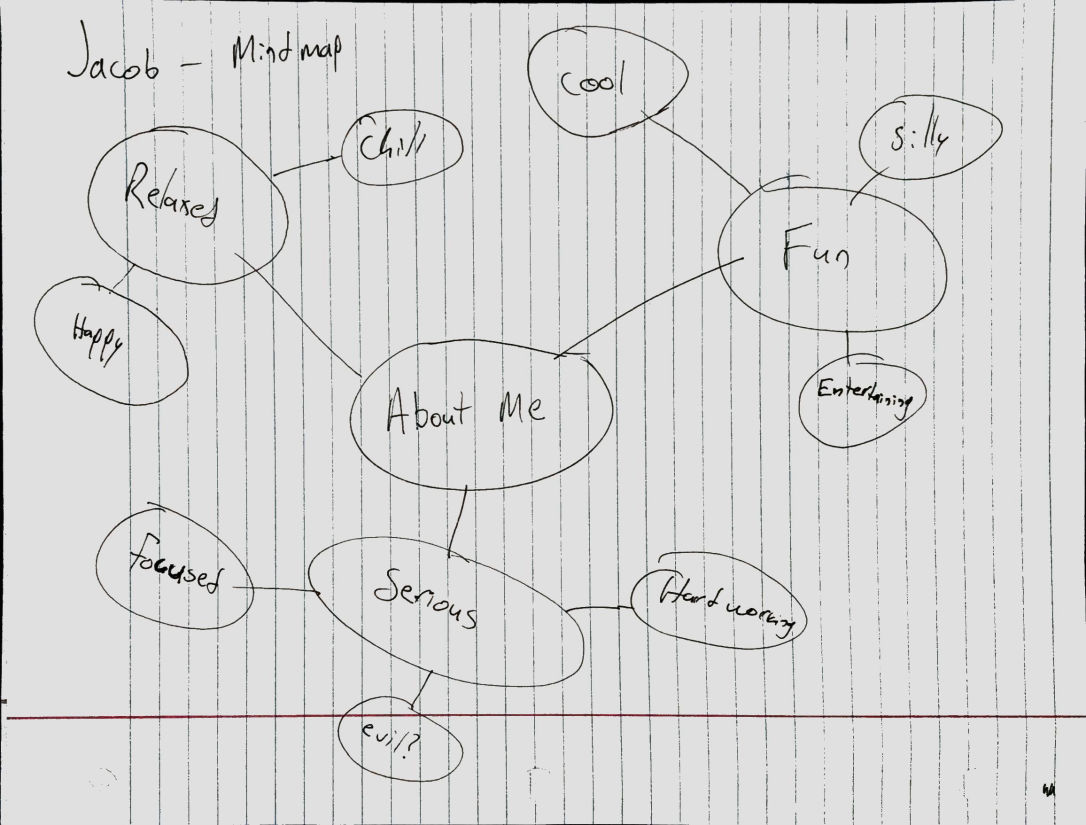 Jacob - Mind map
Cool
Silly
Chill
Relaxed
Fun
Happy
Entertaining
About Me
Focused
Serious
Hard working
evil?